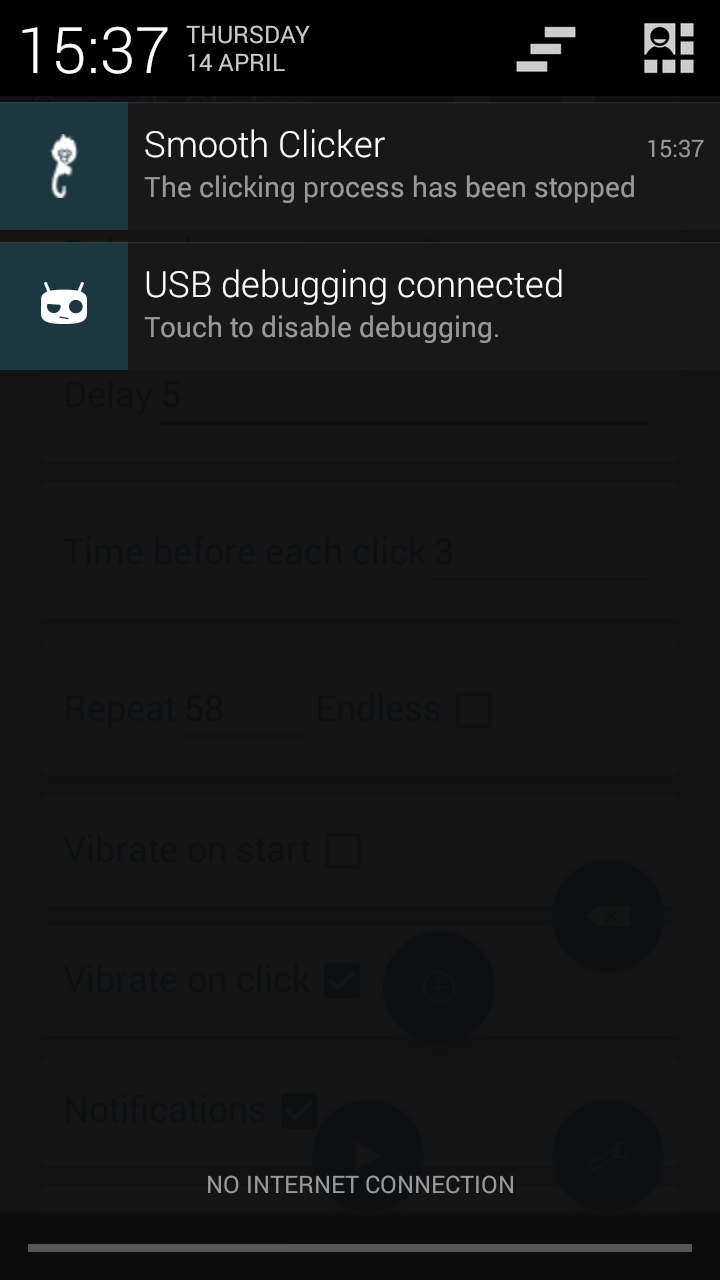 15:37
THURSDAY
14 APRIL
Smooth Clicker
15:37
The clicking process has been stopped
USB debugging connected
Touch to disable debugging.
Delay 5
Time before each click 3
Repeat 58 Endless
Vibrate on start
Vibrate on click
Notifications
NO INTERNET CONNECTION